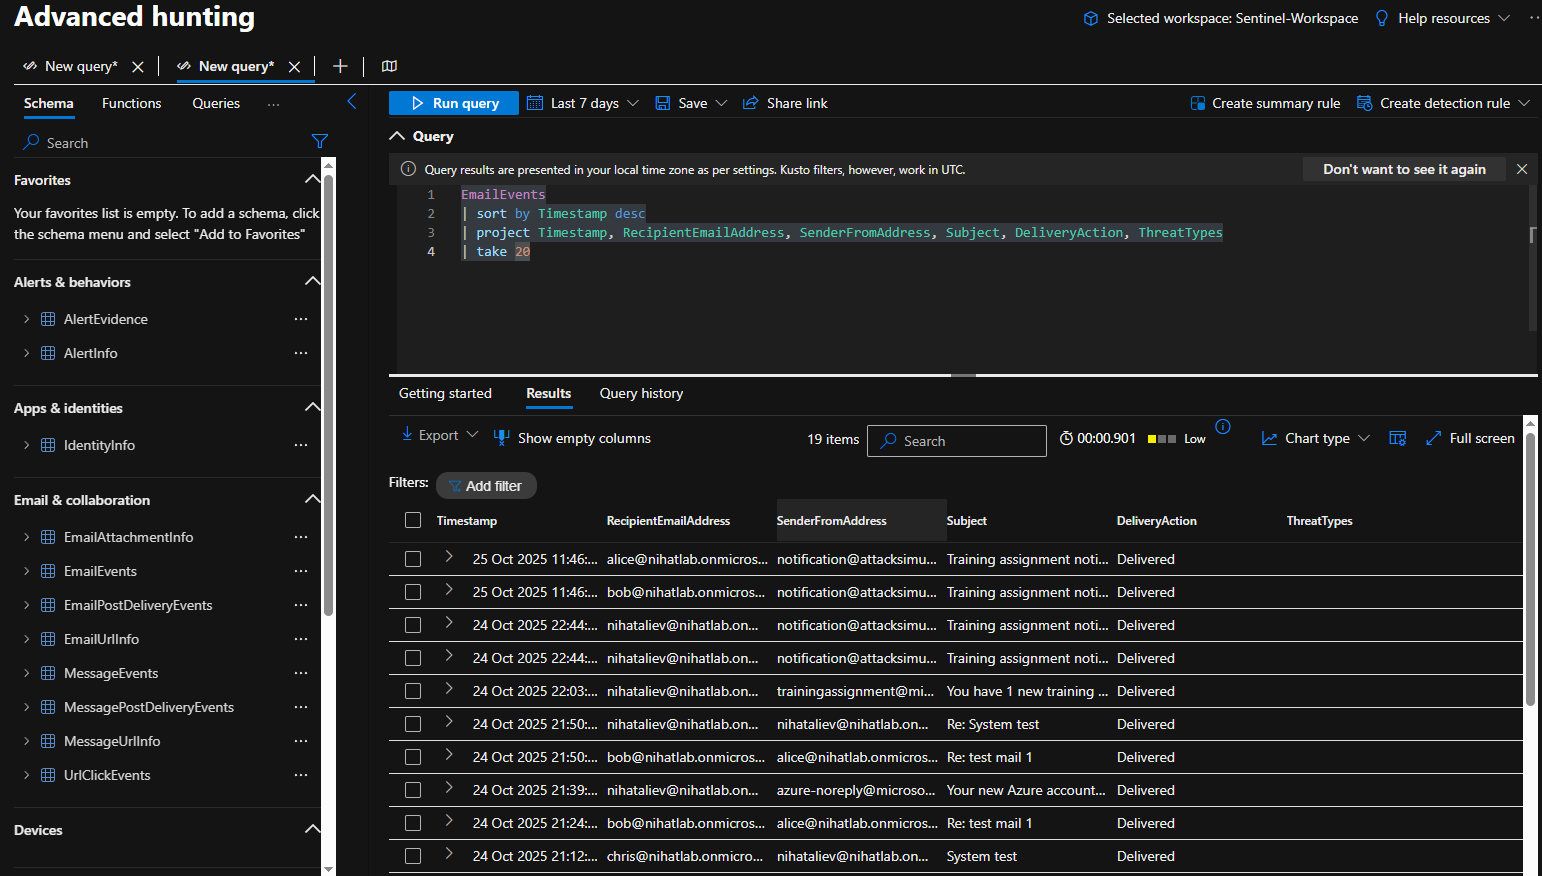 Advanced hunting
Selected workspace: Sentinel-Workspace
Help resources
New query*
New query*
Schema
Functions
Queries
Search
Favorites
Your favorites list is empty. To add a schema, click
the schema menu and select "Add to Favorites"
Alerts & behaviors
AlertEvidence
AlertInfo
Apps & identities
IdentityInfo
Email & collaboration
EmailAttachmentInfo
EmailEvents
EmailPostDeliveryEvents
EmailUrlInfo
MessageEvents
MessagePostDeliveryEvents
MessageUrlInfo
UrlClickEvents
Devices
Run query
Last 7 days
Save
Share link
Create summary rule
Create detection rule
Query
Query results are presented in your local time zone as per settings. Kusto filters, however, work in UTC.
Don't want to see it again
1 EmailEvents
2 | sort by Timestamp desc
3 | project Timestamp, RecipientEmailAddress, SenderFromAddress, Subject, DeliveryAction, ThreatTypes
4 | take 20
Getting started
Results
Query history
Export
Show empty columns
19 items
Search
00:00.901
Low
Chart type
Full screen
Filters:
Add filter
Timestamp RecipientEmailAddress SenderFromAddress Subject DeliveryAction ThreatTypes
25 Oct 2025 11:46:... alice@nihatlab.onmicros... notification@attacksimu... Training assignment noti... Delivered
25 Oct 2025 11:46:... bob@nihatlab.onmicros... notification@attacksimu... Training assignment noti... Delivered
24 Oct 2025 22:44:... nihataliev@nihatlab.on... notification@attacksimu... Training assignment noti... Delivered
24 Oct 2025 22:44:... nihataliev@nihatlab.on... notification@attacksimu... Training assignment noti... Delivered
24 Oct 2025 22:03:... nihataliev@nihatlab.on... trainingassignment@mi... You have 1 new training ... Delivered
24 Oct 2025 21:50:... nihataliev@nihatlab.on... nihataliev@nihatlab.on... Re: System test Delivered
24 Oct 2025 21:50:... bob@nihatlab.onmicros... alice@nihatlab.onmicros... Re: test mail 1 Delivered
24 Oct 2025 21:39:... nihataliev@nihatlab.on... azure-noreply@microso... Your new Azure account... Delivered
24 Oct 2025 21:24:... bob@nihatlab.onmicros... alice@nihatlab.onmicros... Re: test mail 1 Delivered
24 Oct 2025 21:12:... chris@nihatlab.onmicro... nihataliev@nihatlab.on... System test Delivered